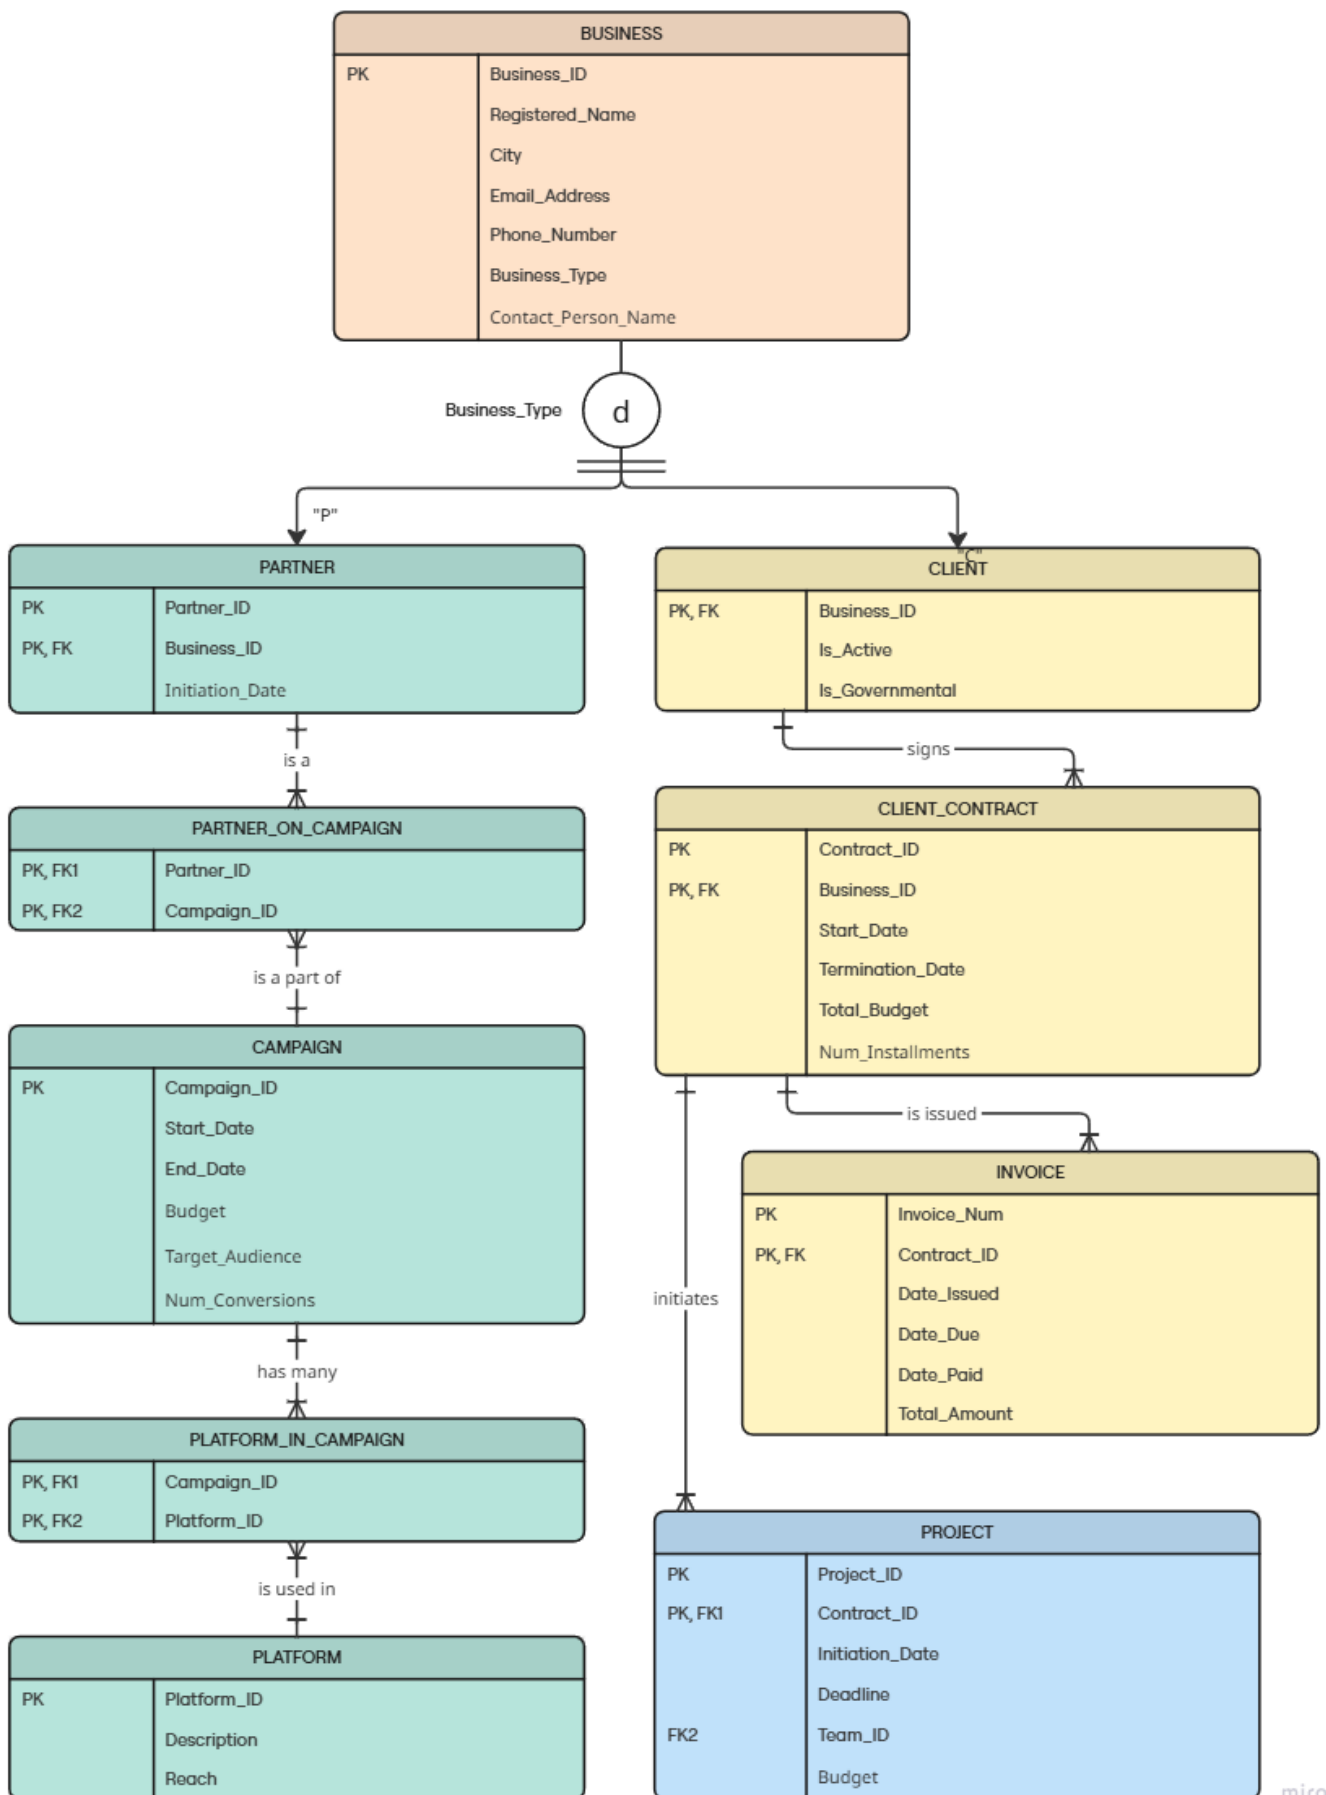 BUSINESS
PK Business_ID
Registered_Name
City
Email_Address
Phone_Number
Business_Type
Contact_Person_Name
Business_Type d
"P"
"C"
PARTNER
PK Partner_ID
PK, FK Business_ID
Initiation_Date
is a
PARTNER_ON_CAMPAIGN
PK, FK1 Partner_ID
PK, FK2 Campaign_ID
is a part of
CAMPAIGN
PK Campaign_ID
Start_Date
End_Date
Budget
Target_Audience
Num_Conversions
has many
PLATFORM_IN_CAMPAIGN
PK, FK1 Campaign_ID
PK, FK2 Platform_ID
is used in
PLATFORM
PK Platform_ID
Description
Reach
CLIENT
PK, FK Business_ID
Is_Active
Is_Governmental
signs
CLIENT_CONTRACT
PK Contract_ID
PK, FK Business_ID
Start_Date
Termination_Date
Total_Budget
Num_Installments
is issued
INVOICE
PK Invoice_Num
PK, FK Contract_ID
Date_Issued
Date_Due
Date_Paid
Total_Amount
initiates
PROJECT
PK Project_ID
PK, FK1 Contract_ID
Initiation_Date
Deadline
FK2 Team_ID
Budget
miro